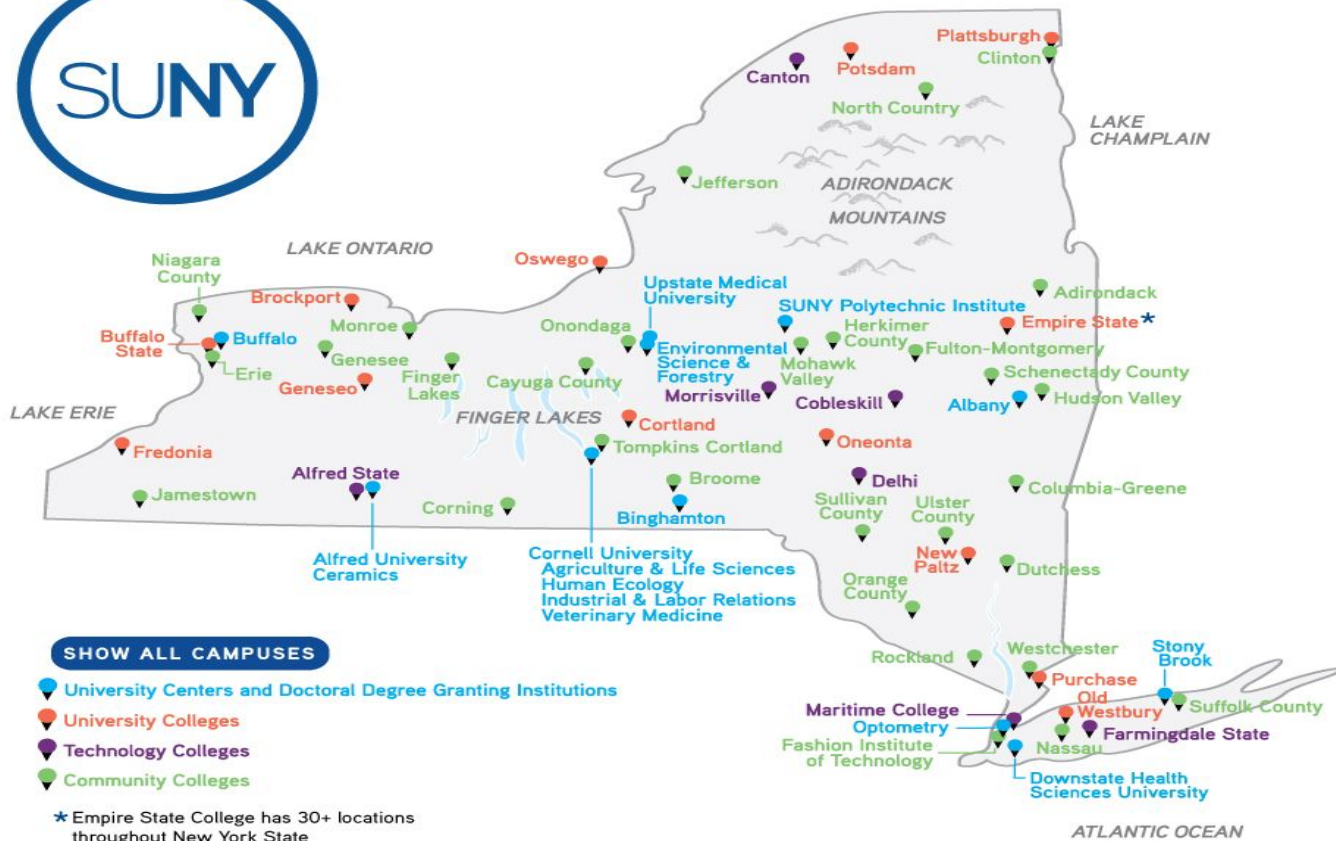 SUNY
Plattsburgh
Clinton
Canton
Potsdam
North Country
LAKE
CHAMPLAIN
Jefferson
ADIRONDACK
MOUNTAINS
LAKE ONTARIO
Oswego
Niagara
County
Brockport
Monroe
Buffalo
State
Buffalo
Erie
Genesee
Geneseo
Finger
Lakes
Onondaga
Cayuga County
Upstate Medical
University
Environmental
Science &
Forestry
Morrisville
SUNY Polytechnic Institute
Herkimer
County
Mohawk
Valley
Adirondack
Empire State*
Fulton-Montgomery
Schenectady County
Cobleskill
Albany
Hudson Valley
LAKE ERIE
FINGER LAKES
Cortland
Oneonta
Fredonia
Tompkins Cortland
Alfred State
Jamestown
Corning
Broome
Binghamton
Delhi
Columbia-Greene
Sullivan
County
Ulster
County
New
Paltz
Dutchess
Alfred University
Ceramics
Cornell University
Agriculture & Life Sciences
Human Ecology
Industrial & Labor Relations
Veterinary Medicine
Orange
County
Rockland
Westchester
Purchase
Stony
Brook
Old
Westbury
Suffolk County
Maritime College
Optometry
Fashion Institute
of Technology
Nassau
Farmingdale State
Downstate Health
Sciences University
ATLANTIC OCEAN
SHOW ALL CAMPUSES
University Centers and Doctoral Degree Granting Institutions
University Colleges
Technology Colleges
Community Colleges
* Empire State College has 30+ locations
throughout New York State